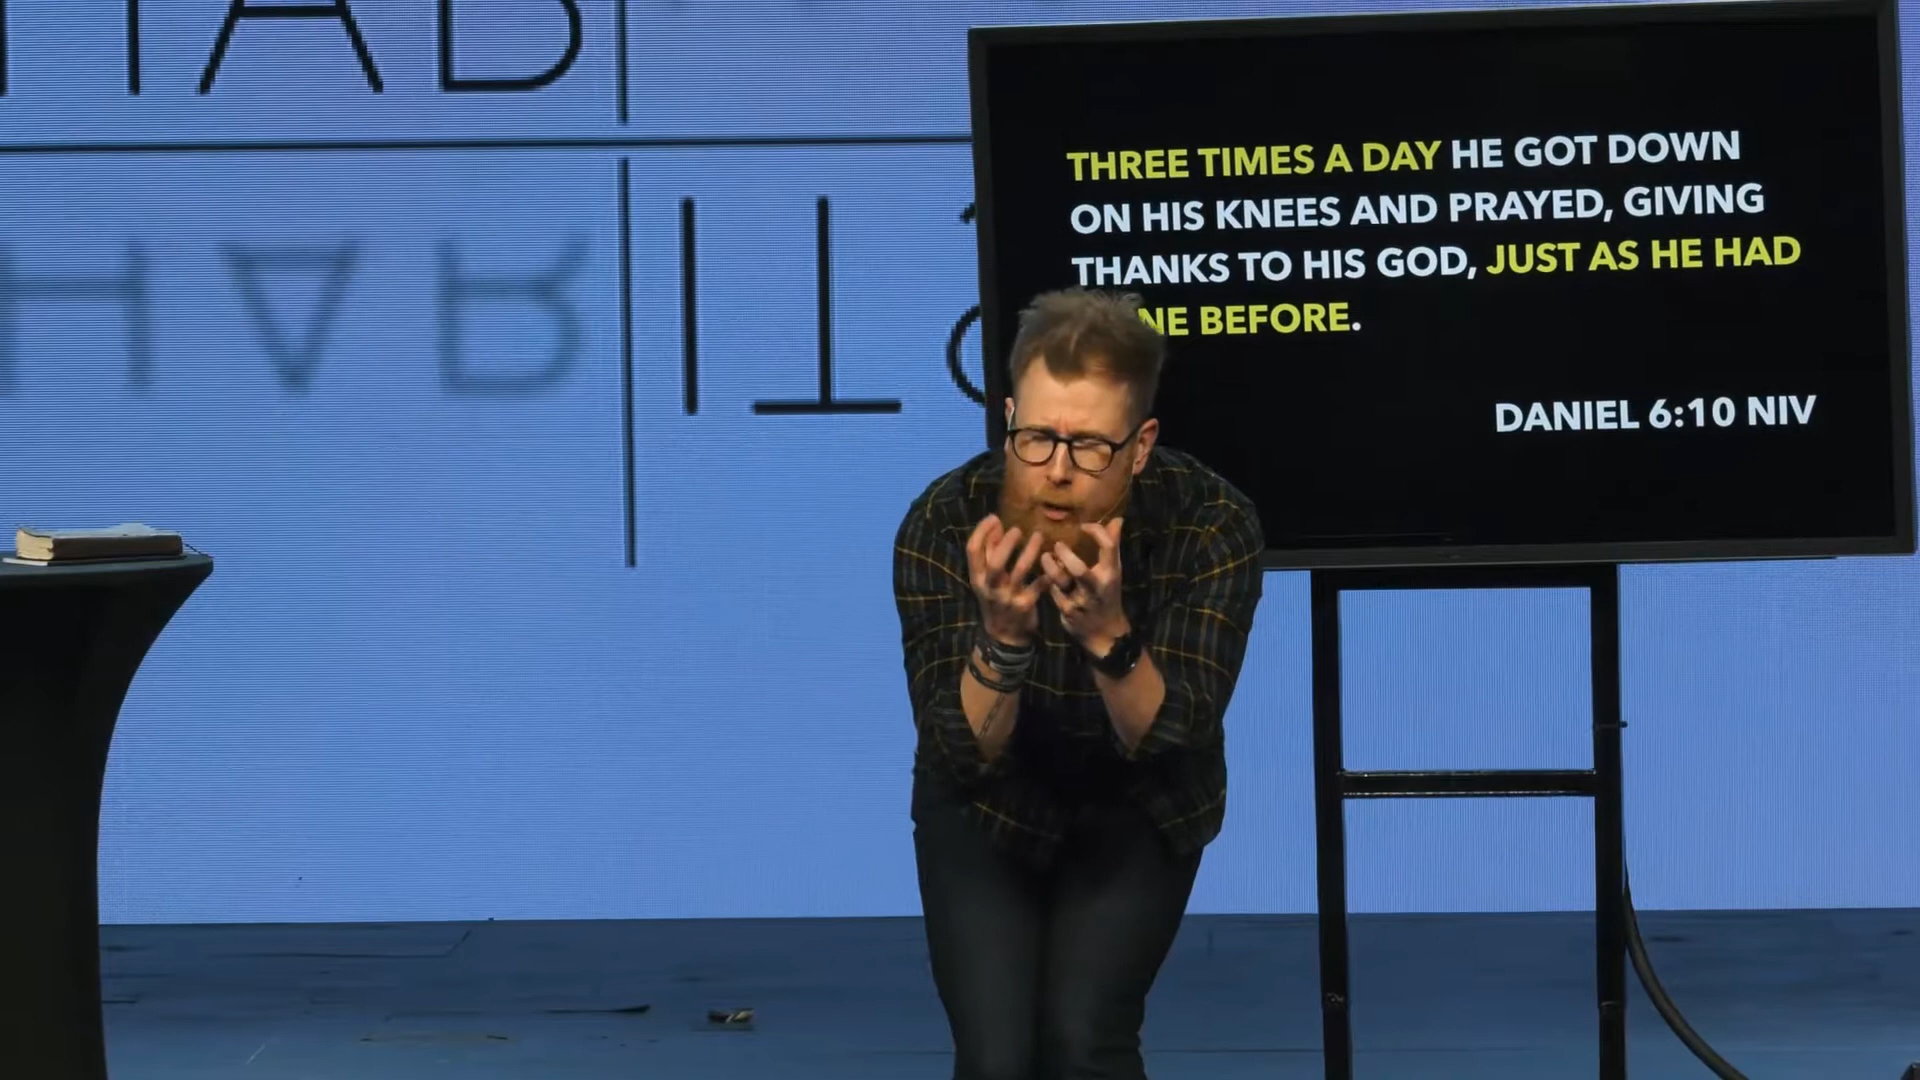 THREE TIMES A DAY HE GOT DOWN
ON HIS KNEES AND PRAYED, GIVING
THANKS TO HIS GOD, JUST AS HE HAD
NE BEFORE.
DANIEL 6:10 NIV